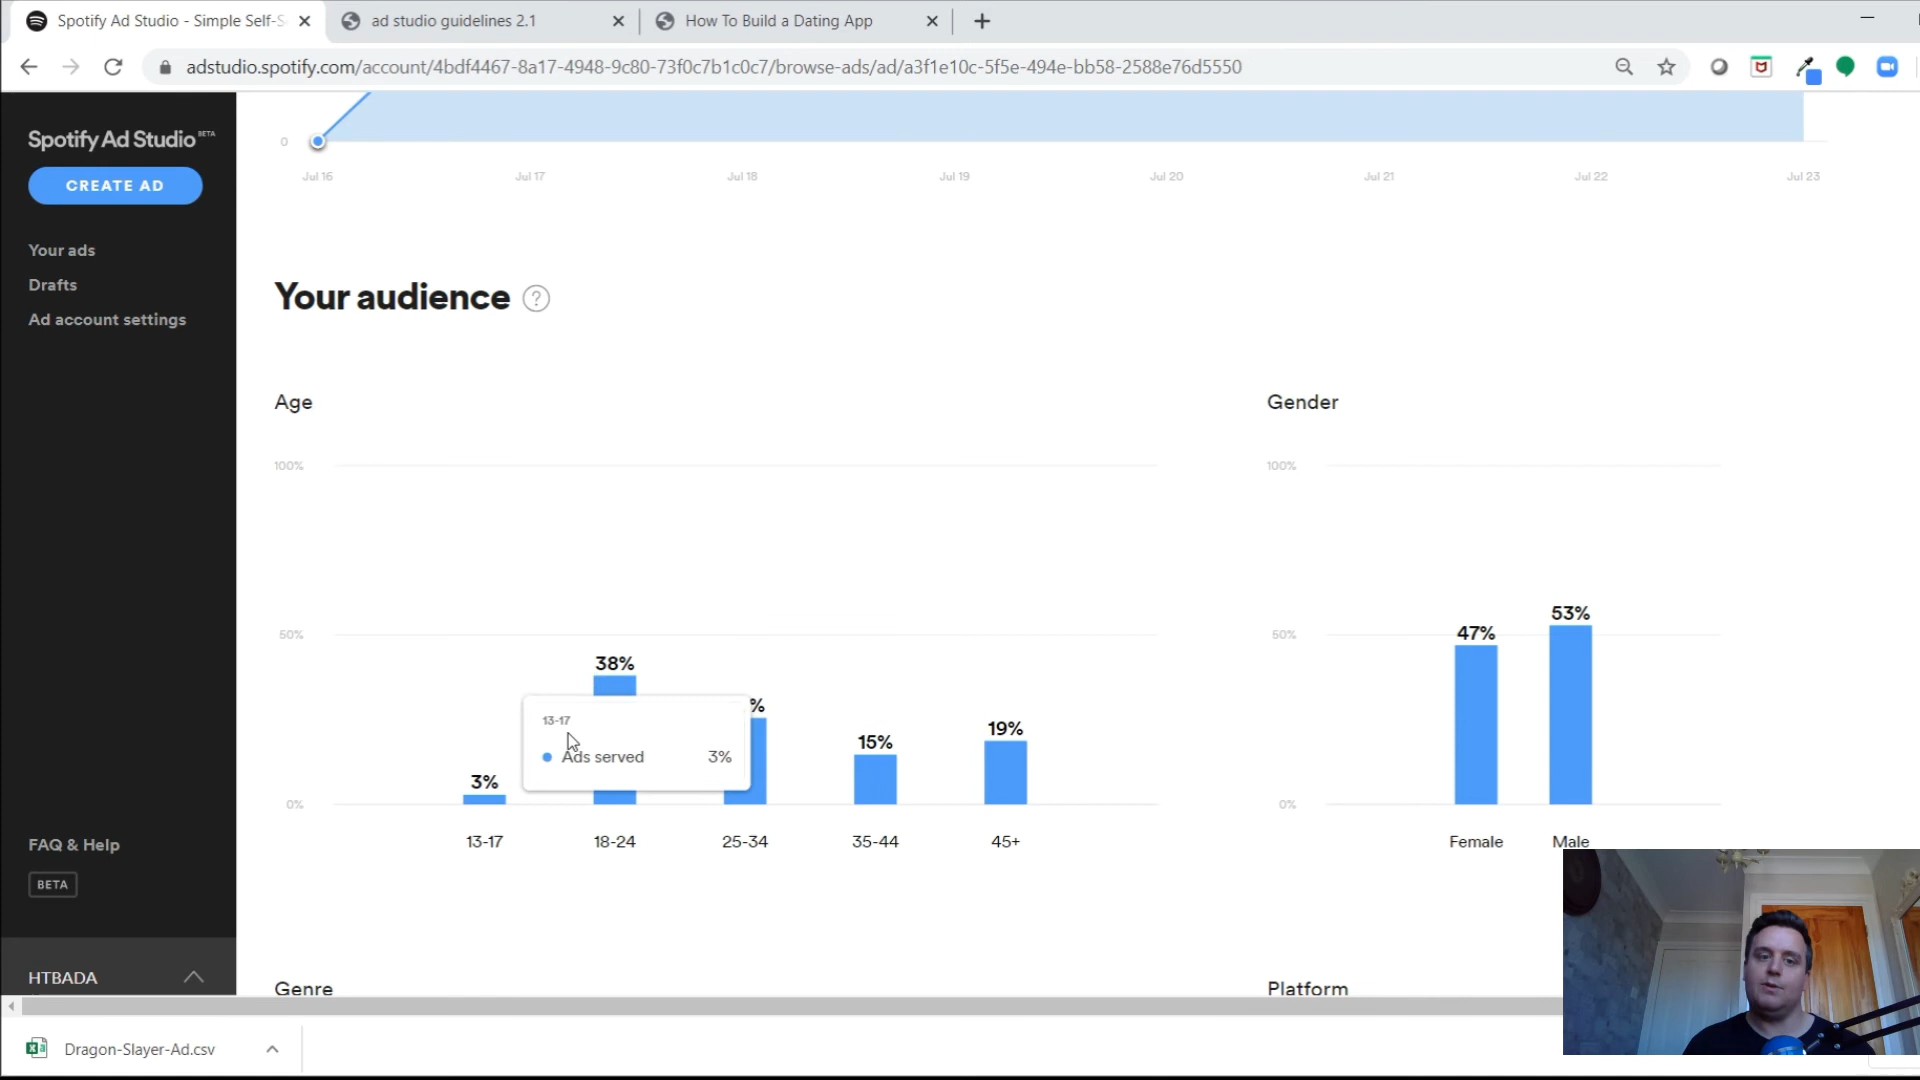 Spotify Ad Studio - Simple Self-S
ad studio guidelines 2.1
How To Build a Dating App
adstudio.spotify.com/account/4bdf4467-8a17-4948-9c80-73f0c7b1c0c7/browse-ads/ad/a3f1e10c-5f5e-494e-bb58-2588e76d5550
Spotify Ad Studio BETA
CREATE AD
Your ads
Drafts
Ad account settings
FAQ & Help
BETA
HTBADA
0
Jul 16 Jul 17 Jul 18 Jul 19 Jul 20 Jul 21 Jul 22 Jul 23
Your audience ?
Age
100%
50%
0%
3%
38%
%
15%
19%
13-17
Ads served 3%
13-17 18-24 25-34 35-44 45+
Gender
100%
50%
0%
47%
53%
Female Male
Genre
Platform
Dragon-Slayer-Ad.csv